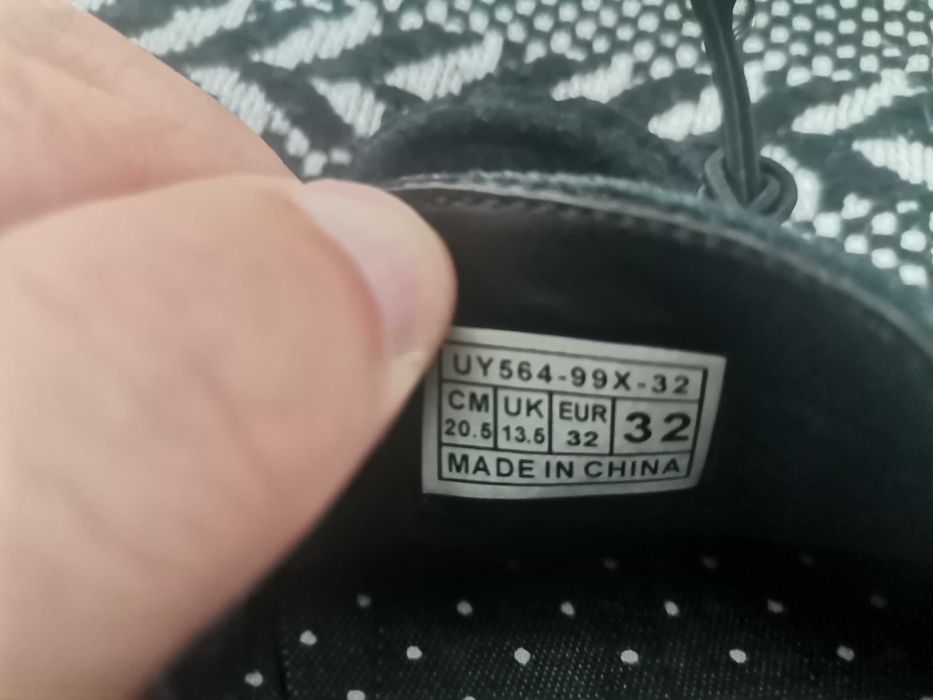 UY564-99X-32
CM UK EUR 32
20.5 13.5 32
MADE IN CHINA